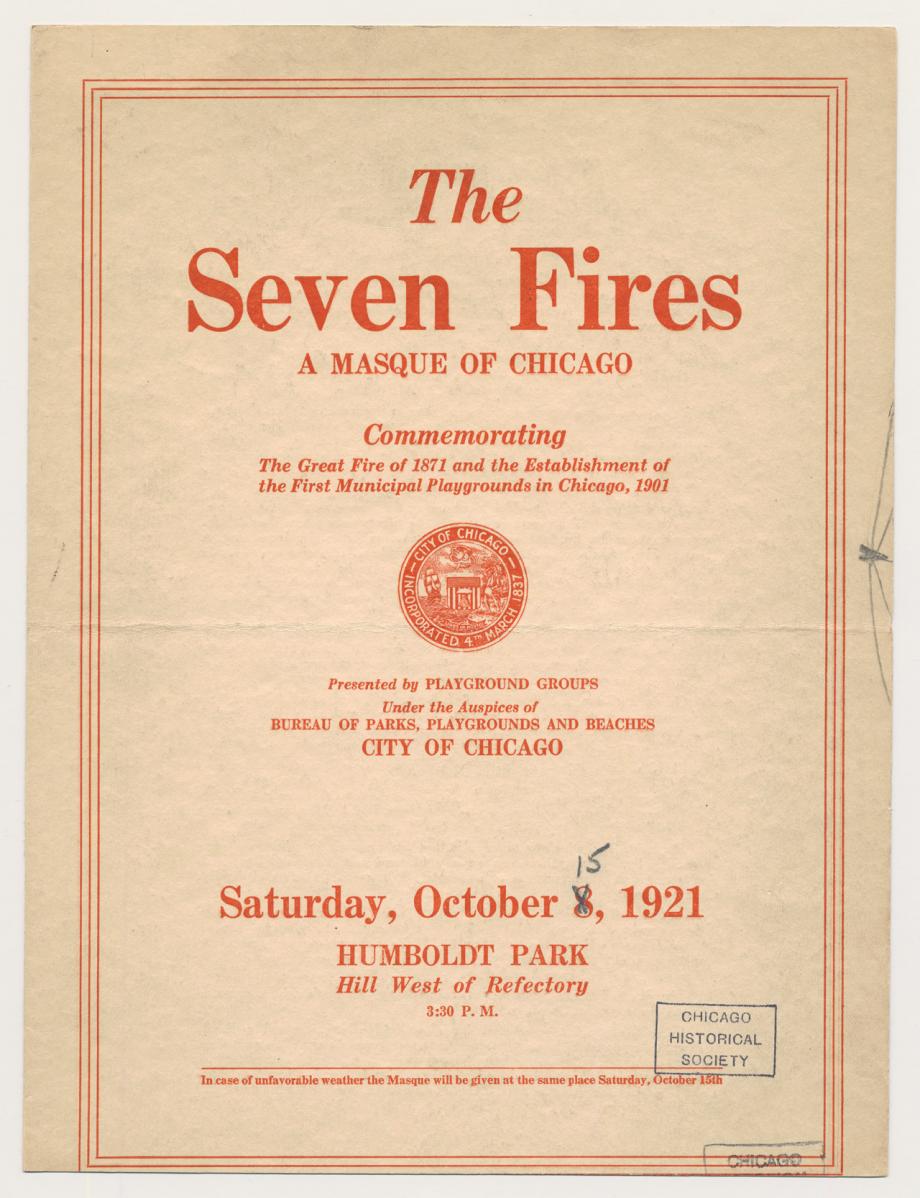 The
Seven Fires
A MASQUE OF CHICAGO
Commemorating
The Great Fire of 1871 and the Establishment of
the First Municipal Playgrounds in Chicago, 1901
CITY OF CHICAGO
INCORPORATED 4TH MARCH 1837
Presented by PLAYGROUND GROUPS
Under the Auspices of
BUREAU OF PARKS, PLAYGROUNDS AND BEACHES
CITY OF CHICAGO
15
Saturday, October 8, 1921
HUMBOLDT PARK
Hill West of Refectory
3:30 P. M.
CHICAGO
HISTORICAL
SOCIETY
In case of unfavorable weather the Masque will be given at the same place Saturday, October 15th
CHICAGO